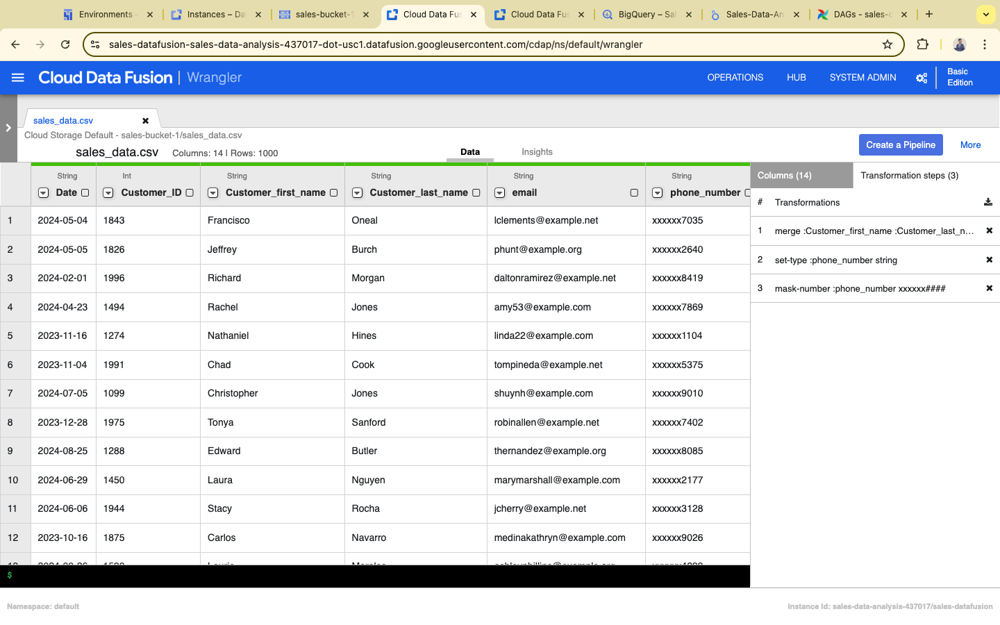 Environments –
Instances – Da
sales-bucket-1
Cloud Data Fus
Cloud Data Fus
BigQuery – Sal
Sales-Data-An
DAGs - sales-c
sales-datafusion-sales-data-analysis-437017-dot-usc1.datafusion.googleusercontent.com/cdap/ns/default/wrangler
Cloud Data Fusion | Wrangler
OPERATIONS
HUB
SYSTEM ADMIN
Basic
Edition
sales_data.csv
Cloud Storage Default - sales-bucket-1/sales_data.csv
sales_data.csv
Columns: 14 | Rows: 1000
Data
Insights
Create a Pipeline
More
String Int String String String String
Date Customer_ID Customer_first_name Customer_last_name email phone_number
1 2024-05-04 1843 Francisco Oneal lclements@example.net xxxxxx7035
2 2024-05-05 1826 Jeffrey Burch phunt@example.org xxxxxx2640
3 2024-02-01 1996 Richard Morgan daltonramirez@example.net xxxxxx8419
4 2024-04-23 1494 Rachel Jones amy53@example.com xxxxxx7869
5 2023-11-16 1274 Nathaniel Hines linda22@example.com xxxxxx1104
6 2023-11-04 1991 Chad Cook tompineda@example.net xxxxxx5375
7 2024-07-05 1099 Christopher Jones shuynh@example.com xxxxxx9010
8 2023-12-28 1975 Tonya Sanford robinallen@example.net xxxxxx7402
9 2024-08-25 1288 Edward Butler thernandez@example.org xxxxxx8085
10 2024-06-29 1450 Laura Nguyen marymarshall@example.com xxxxxx2177
11 2024-06-06 1944 Stacy Rocha jcherry@example.net xxxxxx3128
12 2023-10-16 1875 Carlos Navarro medinakathryn@example.com xxxxxx9026
$
Columns (14)
Transformation steps (3)
# Transformations
1 merge :Customer_first_name :Customer_last_n...
2 set-type :phone_number string
3 mask-number :phone_number xxxxxx####
Namespace: default
Instance Id: sales-data-analysis-437017/sales-datafusion